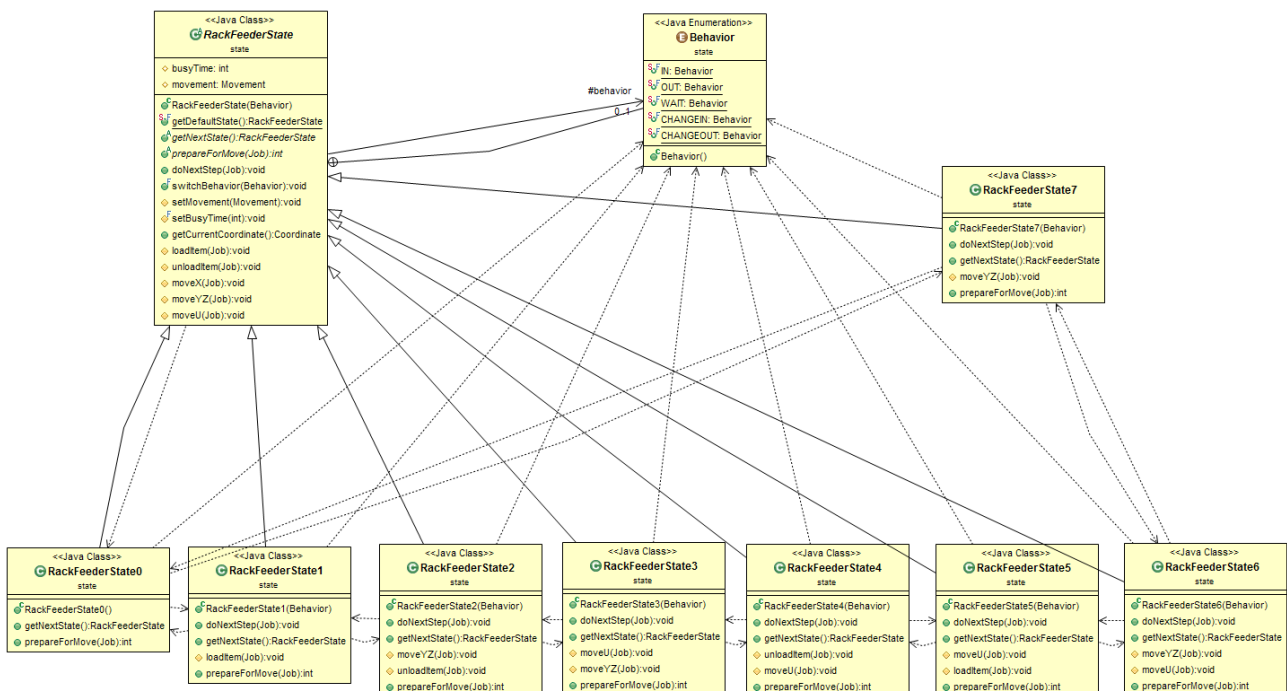 <<Java Class>>
RackFeederState
state
busyTime: int
movement: Movement
RackFeederState(Behavior)
getDefaultState():RackFeederState
getNextState():RackFeederState
prepareForMove(Job):int
doNextStep(Job):void
switchBehavior(Behavior):void
setMovement(Movement):void
setBusyTime(int):void
getCurrentCoordinate():Coordinate
loadItem(Job):void
unloadItem(Job):void
moveX(Job):void
moveYZ(Job):void
moveU(Job):void
#behavior
0..1
<<Java Enumeration>>
Behavior
state
IN: Behavior
OUT: Behavior
WAIT: Behavior
CHANGEIN: Behavior
CHANGEOUT: Behavior
Behavior()
<<Java Class>>
RackFeederState7
state
RackFeederState7(Behavior)
doNextStep(Job):void
getNextState():RackFeederState
moveYZ(Job):void
prepareForMove(Job):int
<<Java Class>>
RackFeederState0
state
RackFeederState0()
getNextState():RackFeederState
prepareForMove(Job):int
<<Java Class>>
RackFeederState1
state
RackFeederState1(Behavior)
doNextStep(Job):void
getNextState():RackFeederState
loadItem(Job):void
prepareForMove(Job):int
<<Java Class>>
RackFeederState2
state
RackFeederState2(Behavior)
doNextStep(Job):void
getNextState():RackFeederState
moveYZ(Job):void
unloadItem(Job):void
prepareForMove(Job):int
<<Java Class>>
RackFeederState3
state
RackFeederState3(Behavior)
doNextStep(Job):void
getNextState():RackFeederState
moveU(Job):void
moveYZ(Job):void
prepareForMove(Job):int
<<Java Class>>
RackFeederState4
state
RackFeederState4(Behavior)
doNextStep(Job):void
getNextState():RackFeederState
unloadItem(Job):void
moveU(Job):void
prepareForMove(Job):int
<<Java Class>>
RackFeederState5
state
RackFeederState5(Behavior)
doNextStep(Job):void
getNextState():RackFeederState
moveU(Job):void
loadItem(Job):void
prepareForMove(Job):int
<<Java Class>>
RackFeederState6
state
RackFeederState6(Behavior)
doNextStep(Job):void
getNextState():RackFeederState
moveYZ(Job):void
moveU(Job):void
prepareForMove(Job):int